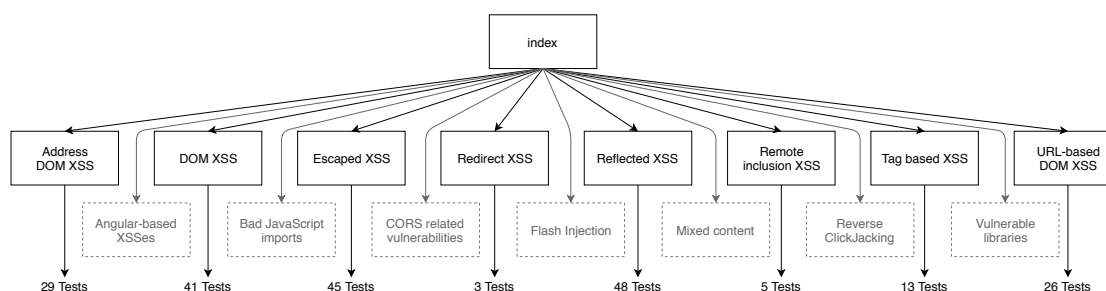 index
Address
DOM XSS
DOM XSS
Escaped XSS
Redirect XSS
Reflected XSS
Remote
inclusion XSS
Tag based XSS
URL-based
DOM XSS
Angular-based
XSSes
Bad JavaScript
imports
CORS related
vulnerabilities
Flash Injection
Mixed content
Reverse
ClickJacking
Vulnerable
libraries
29 Tests
41 Tests
45 Tests
3 Tests
48 Tests
5 Tests
13 Tests
26 Tests